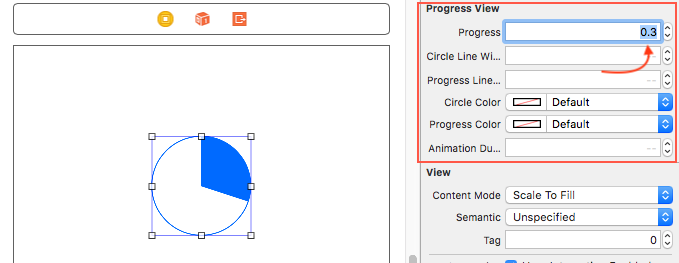 Progress View
Progress 0.3
Circle Line Wi... --
Progress Line... --
Circle Color Default
Progress Color Default
Animation Du... --
View
Content Mode Scale To Fill
Semantic Unspecified
Tag 0